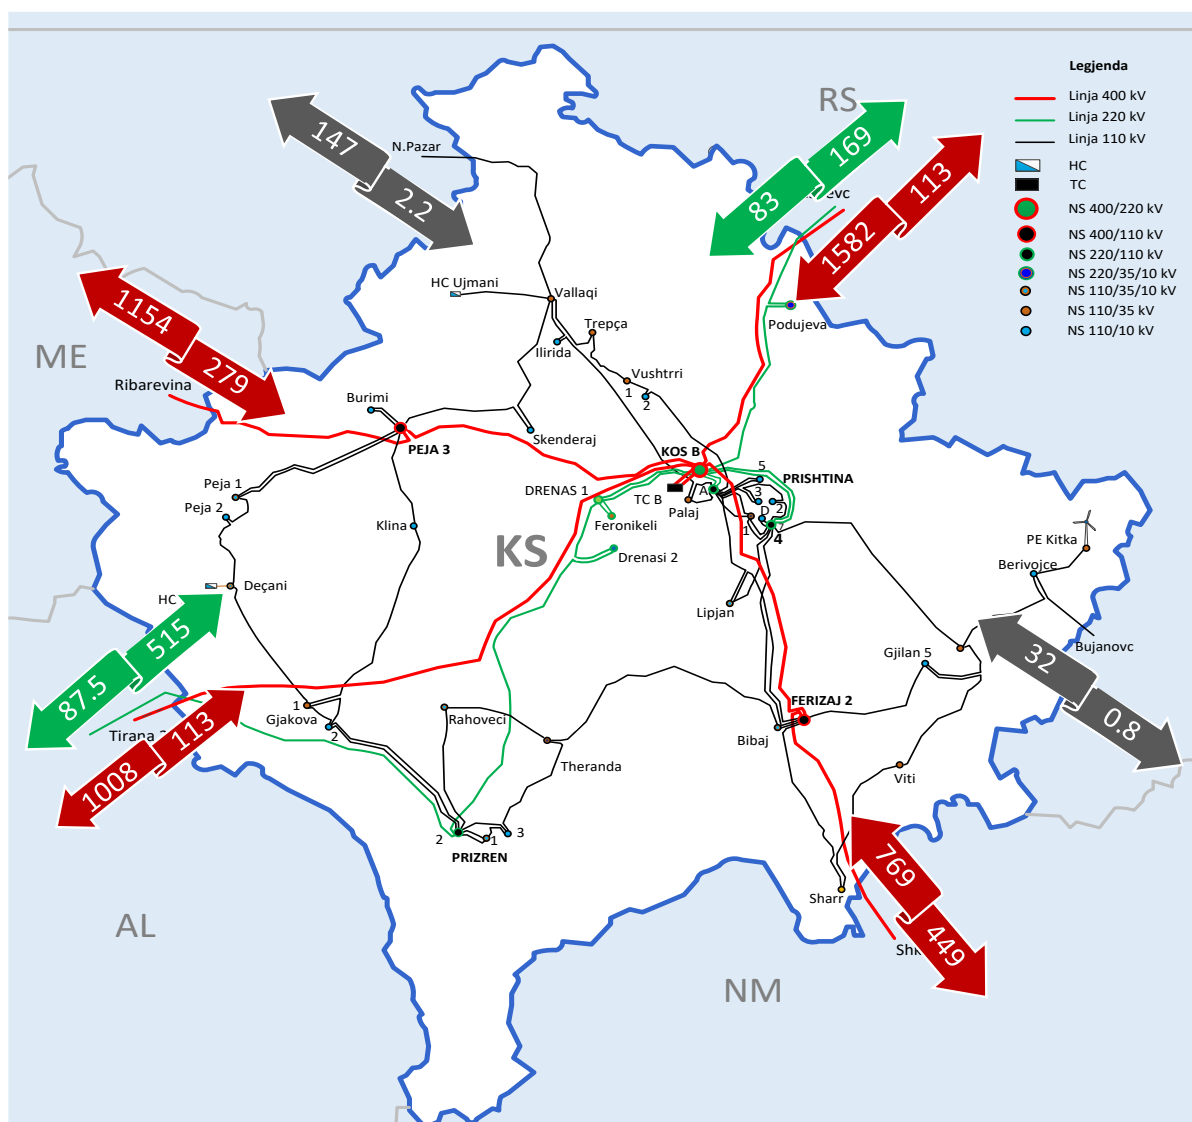 Legjenda
Linja 400 kV
Linja 220 kV
Linja 110 kV
HC
TC
NS 400/220 kV
NS 400/110 kV
NS 220/110 kV
NS 220/35/10 kV
NS 110/35/10 kV
NS 110/35 kV
NS 110/10 kV
RS
147
2.2
N.Pazar
169
83
113
1582
HC Ujmani
Vallaqi
Trepça
Ilirida
Podujeva
1154
279
ME
Ribarevina
Vushtrri
1
2
Burimi
Skenderaj
PEJA 3
KOS B
5
PRISHTINA
Peja 1
Peja 2
DRENAS 1
TC B
A
3
2
Palaj
D
1
4
Feronikeli
Klina
KS
Drenasi 2
PE Kitka
Berivojce
HC
Deçani
Lipjan
515
87.5
Bujanovc
Gjilan 5
32
0.8
1
Gjakova
2
Rahoveci
FERIZAJ 2
Bibaj
Tirana
113
1008
Theranda
Viti
2
1
3
PRIZREN
769
449
Sharr
AL
NM